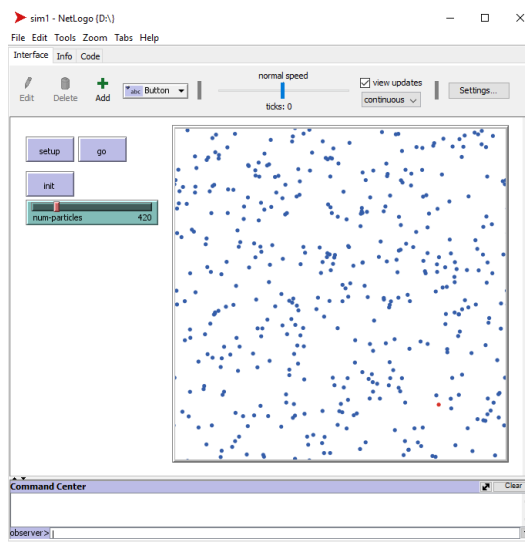 sim1 - NetLogo {D:\}
File Edit Tools Zoom Tabs Help
Interface Info Code
Edit Delete Add abc Button normal speed ticks: 0 view updates continuous Settings...
setup go
init
num-particles 420
Command Center Clear
observer>